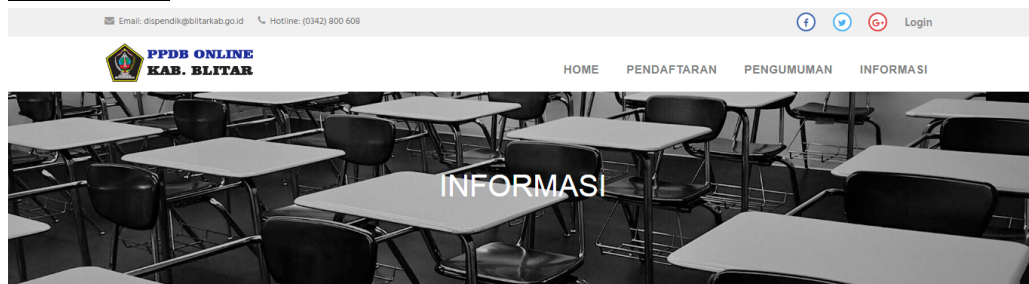 Email: dispendik@blitarkab.go.id Hotline: (0342) 800 608 Login
PPDB ONLINE
KAB. BLITAR
HOME PENDAFTARAN PENGUMUMAN INFORMASI
INFORMASI